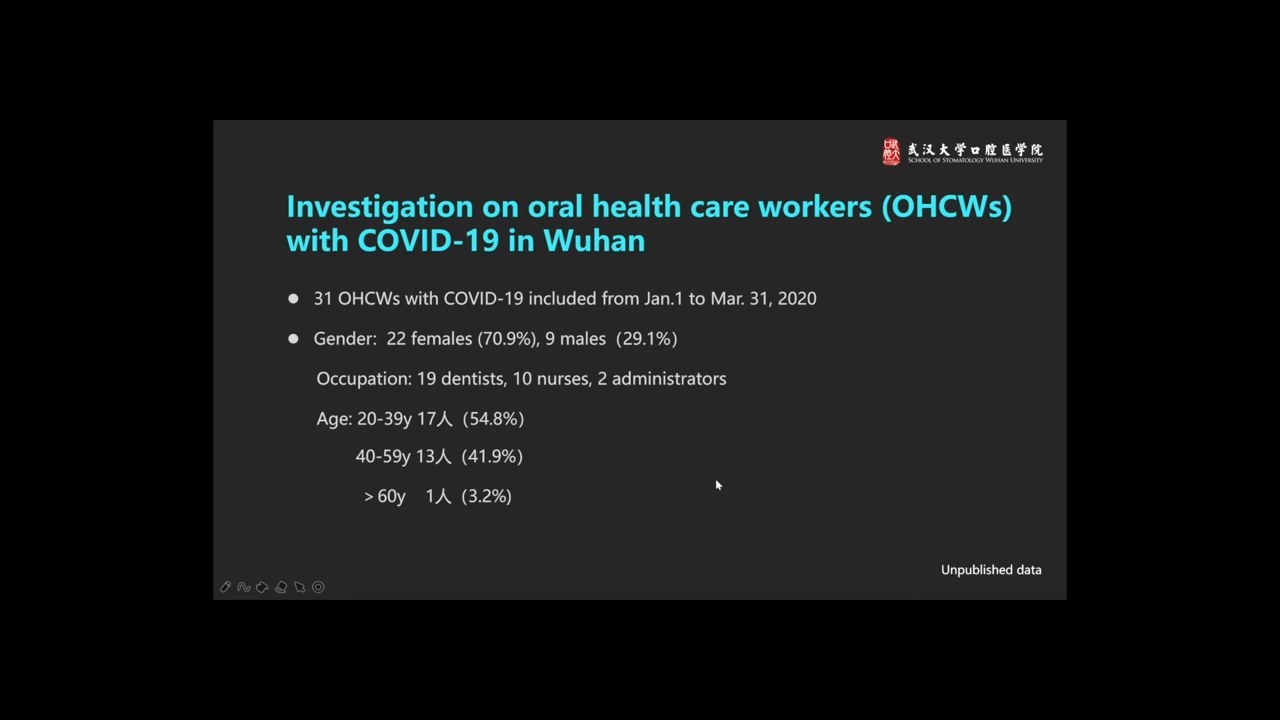 武汉大学口腔医学院
SCHOOL OF STOMATOLOGY WUHAN UNIVERSITY
Investigation on oral health care workers (OHCWs)
with COVID-19 in Wuhan
● 31 OHCWs with COVID-19 included from Jan.1 to Mar. 31, 2020
● Gender: 22 females (70.9%), 9 males (29.1%)
Occupation: 19 dentists, 10 nurses, 2 administrators
Age: 20-39y 17人 (54.8%)
40-59y 13人 (41.9%)
> 60y 1人 (3.2%)
Unpublished data